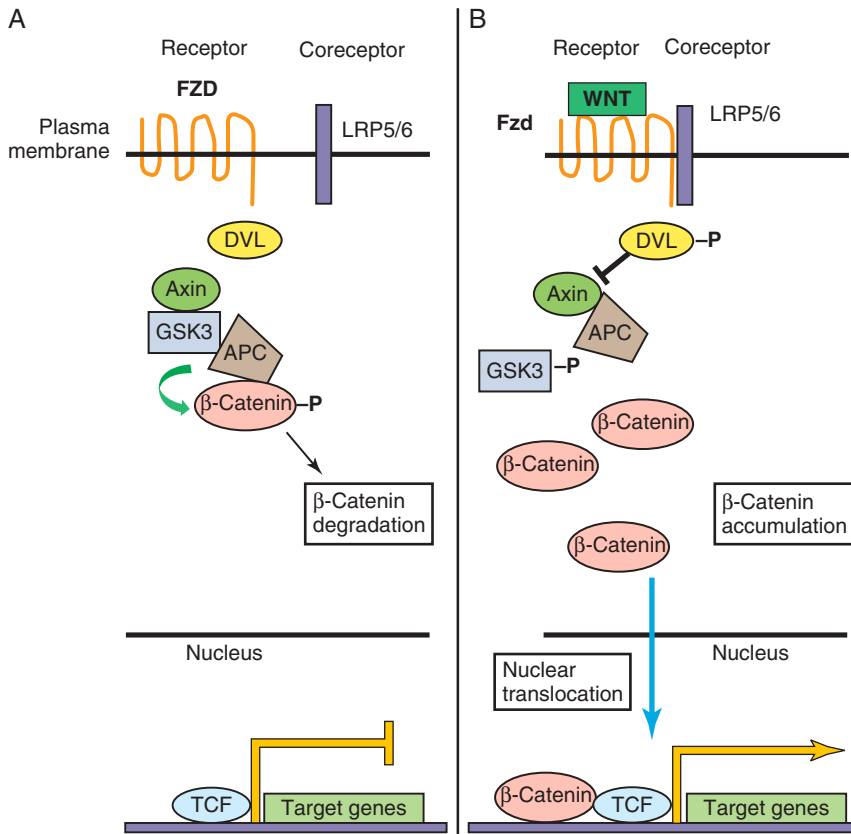 A
Receptor
Coreceptor
FZD
LRP5/6
Plasma
membrane
DVL
Axin
GSK3
APC
β-Catenin
–P
β-Catenin
degradation
Nucleus
TCF
Target genes
B
Receptor
Coreceptor
WNT
Fzd
LRP5/6
DVL
–P
Axin
APC
GSK3
–P
β-Catenin
β-Catenin
β-Catenin
accumulation
β-Catenin
Nucleus
Nuclear
translocation
β-Catenin
TCF
Target genes